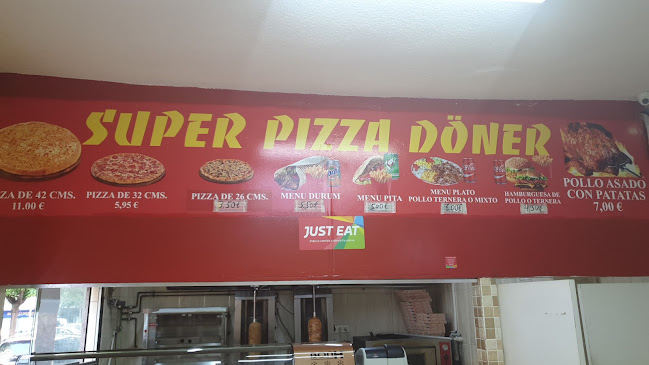 SUPER PIZZA DÖNER
ZA DE 42 CMS.
11.00 €
PIZZA DE 32 CMS.
5,95 €
PIZZA DE 26 CMS.
MENU DURUM
MENU PITA
5.00€
MENU PLATO
POLLO TERNERA O MIXTO
HAMBURGUESA DE
POLLO O TERNERA
POLLO ASADO
CON PATATAS
7,00 €
JUST EAT